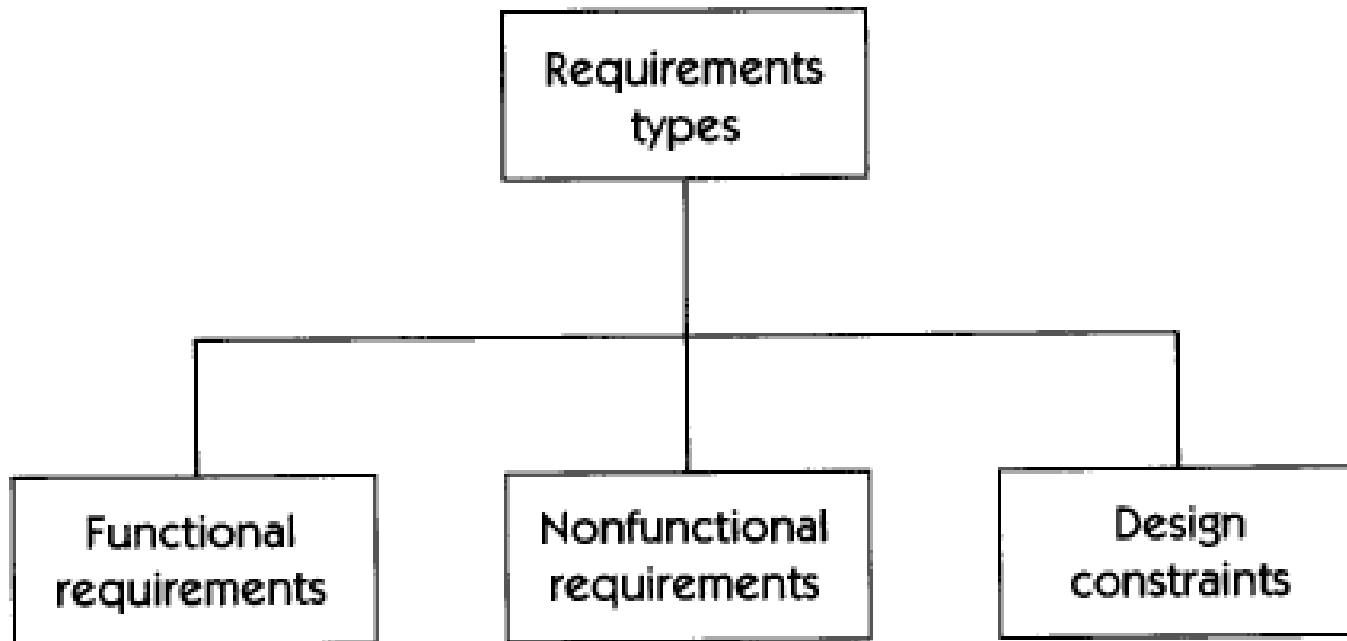 Requirements
types
Functional
requirements
Nonfunctional
requirements
Design
constraints